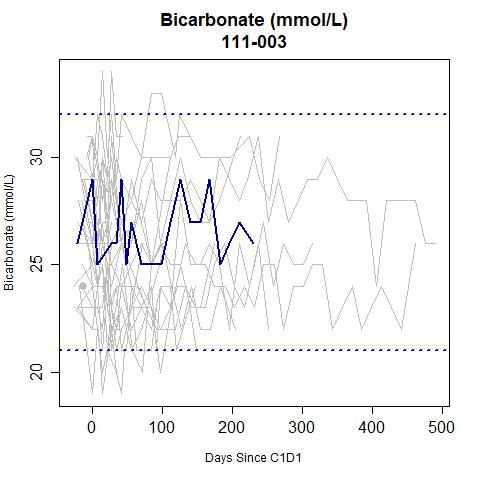 Bicarbonate (mmol/L)
111-003
Bicarbonate (mmol/L)
30
25
20
0 100 200 300 400 500
Days Since C1D1